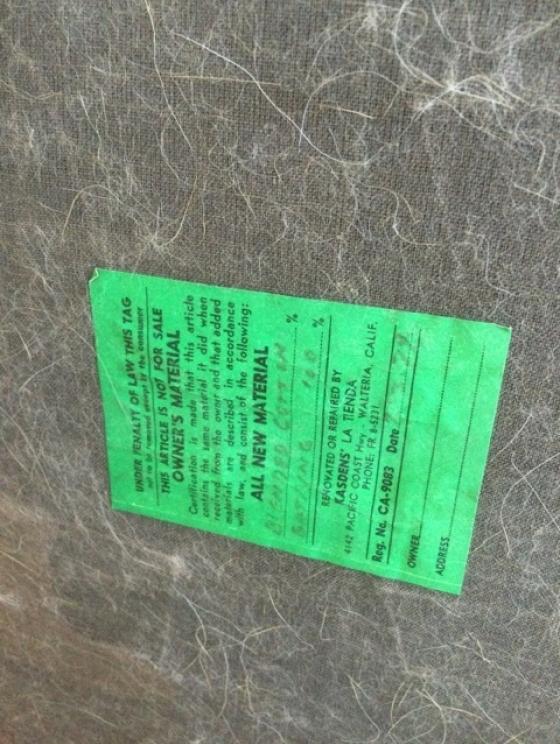 UNDER PENALTY OF LAW THIS TAG
not to be removed except by the consumer
THIS ARTICLE IS NOT FOR SALE
OWNER'S MATERIAL
Certification is made that this article
contains the same material it did when
received from the owner and that added
materials are described in accordance
with law, and consist of the following:
ALL NEW MATERIAL
COTTON %
BATTING 100 %
RENOVATED OR REPAIRED BY
KASDENS' LA TIENDA
4142 PACIFIC COAST Hwy. WALTERIA, CALIF.
PHONE: FR 8-5231
Reg. No. CA-9083 Date
OWNER
ADDRESS